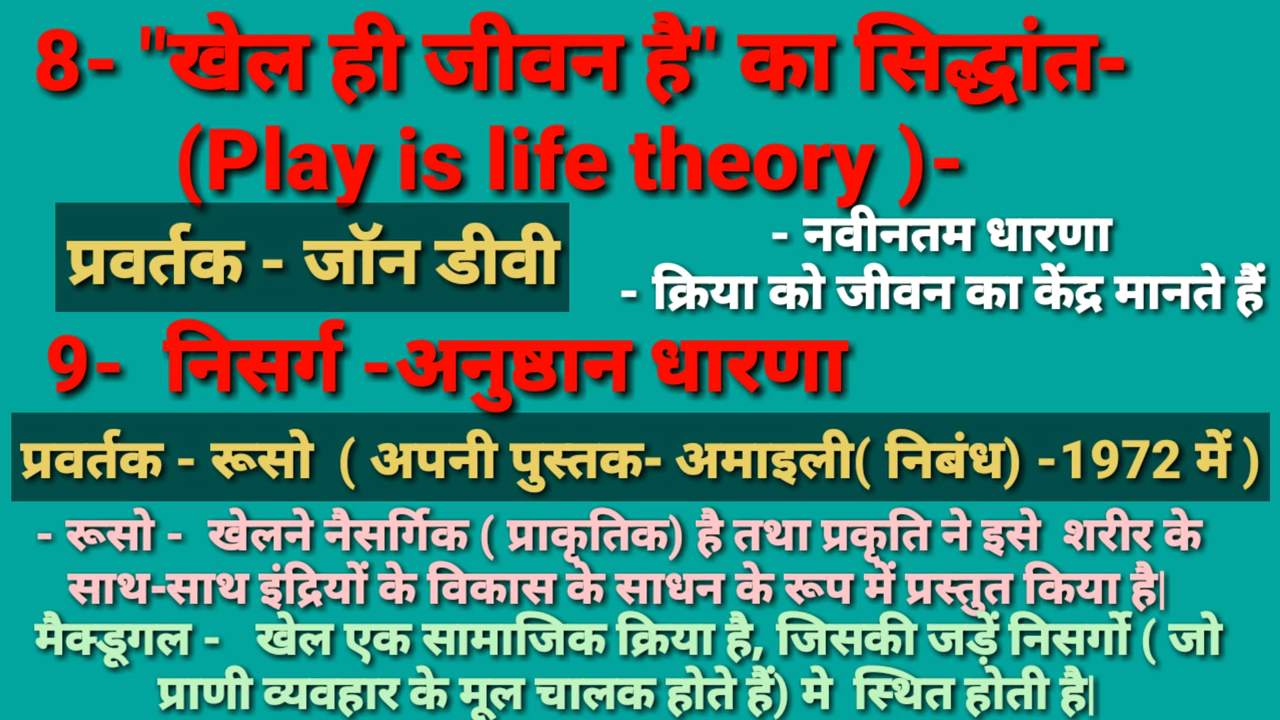 8- "खेल ही जीवन है" का सिद्धांत-
(Play is life theory )-
प्रवर्तक - जॉन डीवी
- नवीनतम धारणा
- क्रिया को जीवन का केंद्र मानते हैं
9- निसर्ग -अनुष्ठान धारणा
प्रवर्तक - रूसो ( अपनी पुस्तक- अमाइली( निबंध) -1972 में )
- रूसो - खेलने नैसर्गिक ( प्राकृतिक) है तथा प्रकृति ने इसे शरीर के
साथ-साथ इंद्रियों के विकास के साधन के रूप में प्रस्तुत किया है|
मैक्डूगल - खेल एक सामाजिक क्रिया है, जिसकी जड़ें निसर्गो ( जो
प्राणी व्यवहार के मूल चालक होते हैं) मे स्थित होती है|